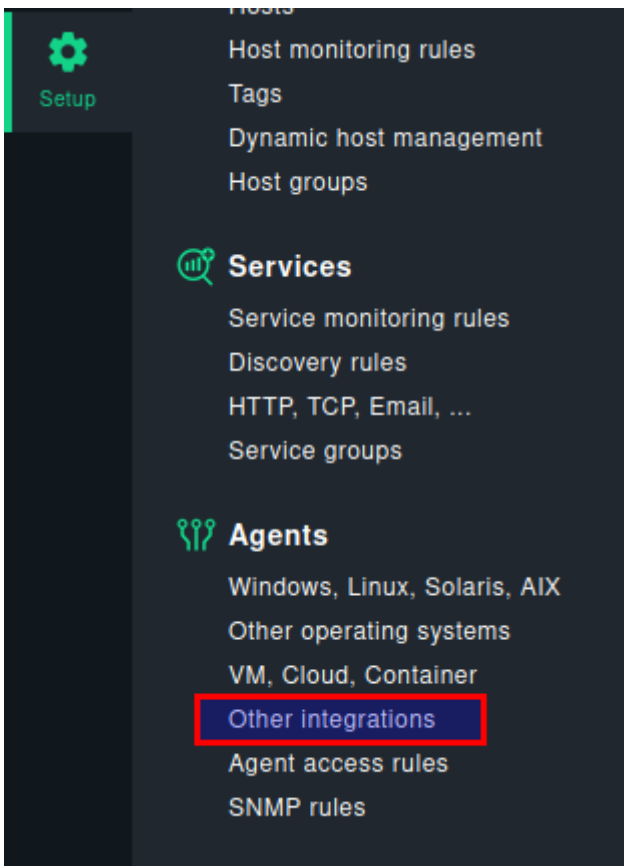 Hosts
Host monitoring rules
Setup
Tags
Dynamic host management
Host groups
Services
Service monitoring rules
Discovery rules
HTTP, TCP, Email, ...
Service groups
Agents
Windows, Linux, Solaris, AIX
Other operating systems
VM, Cloud, Container
Other integrations
Agent access rules
SNMP rules